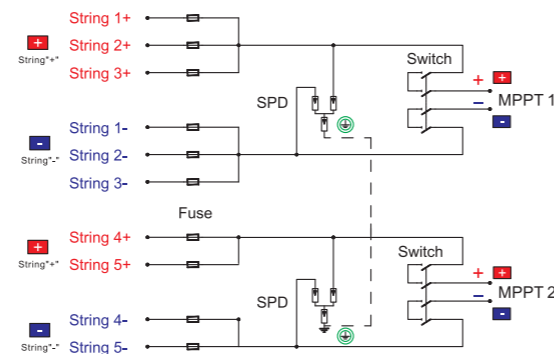 String 1+
String 2+
String 3+
+
String"+"
Switch
+ +
MPPT 1
− -
SPD
String 1-
String 2-
String 3-
-
String"-"
Fuse
String 4+
String 5+
+
String"+"
Switch
+ +
MPPT 2
− -
SPD
String 4-
String 5-
-
String"-"